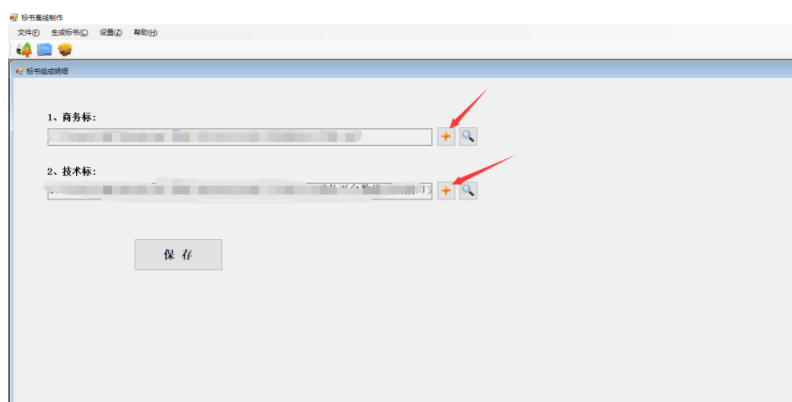 标书离线制作
文件(F) 生成标书(C) 设置(Z) 帮助(H)
标书组成明细
1、商务标:
2、技术标:
保 存